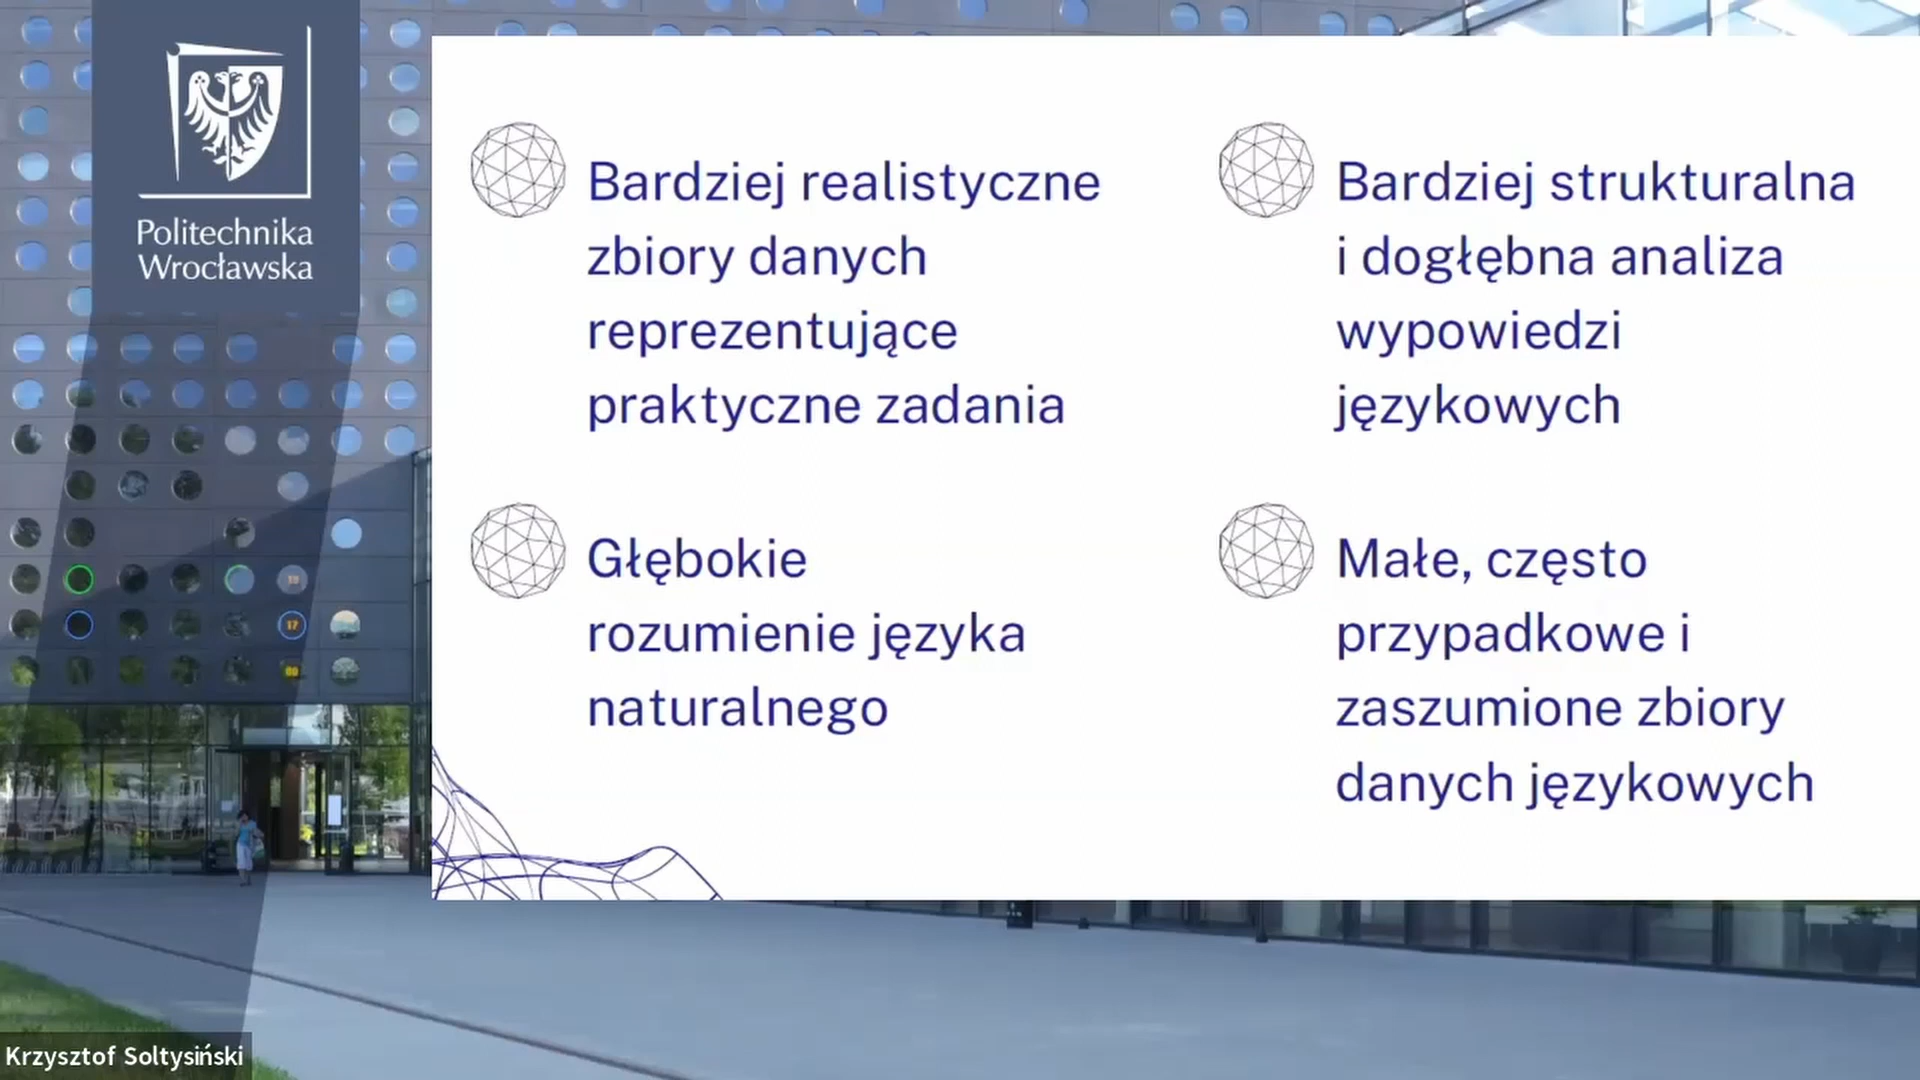 Politechnika
Wrocławska
Bardziej realistyczne
zbiory danych
reprezentujące
praktyczne zadania
Bardziej strukturalna
i dogłębna analiza
wypowiedzi
językowych
Głębokie
rozumienie języka
naturalnego
Małe, często
przypadkowe i
zaszumione zbiory
danych językowych
17
Krzysztof Soltysiński